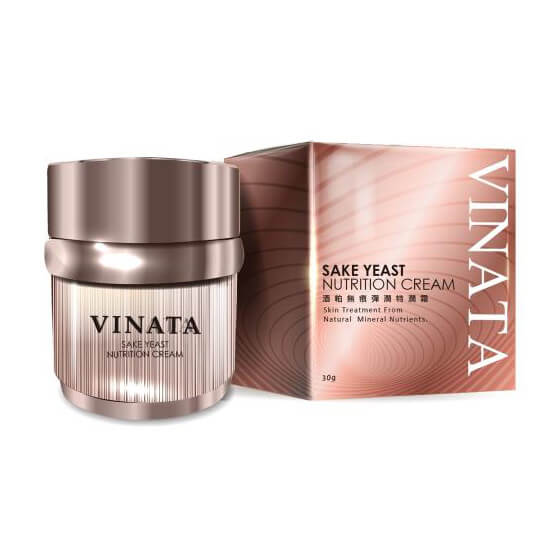 VINATA
SAKE YEAST
NUTRITION CREAM
SAKE YEAST
NUTRITION CREAM
酒粕無痕彈潤特潤霜
Skin Treatment From
Natural Mineral Nutrients.
30g
VINATA